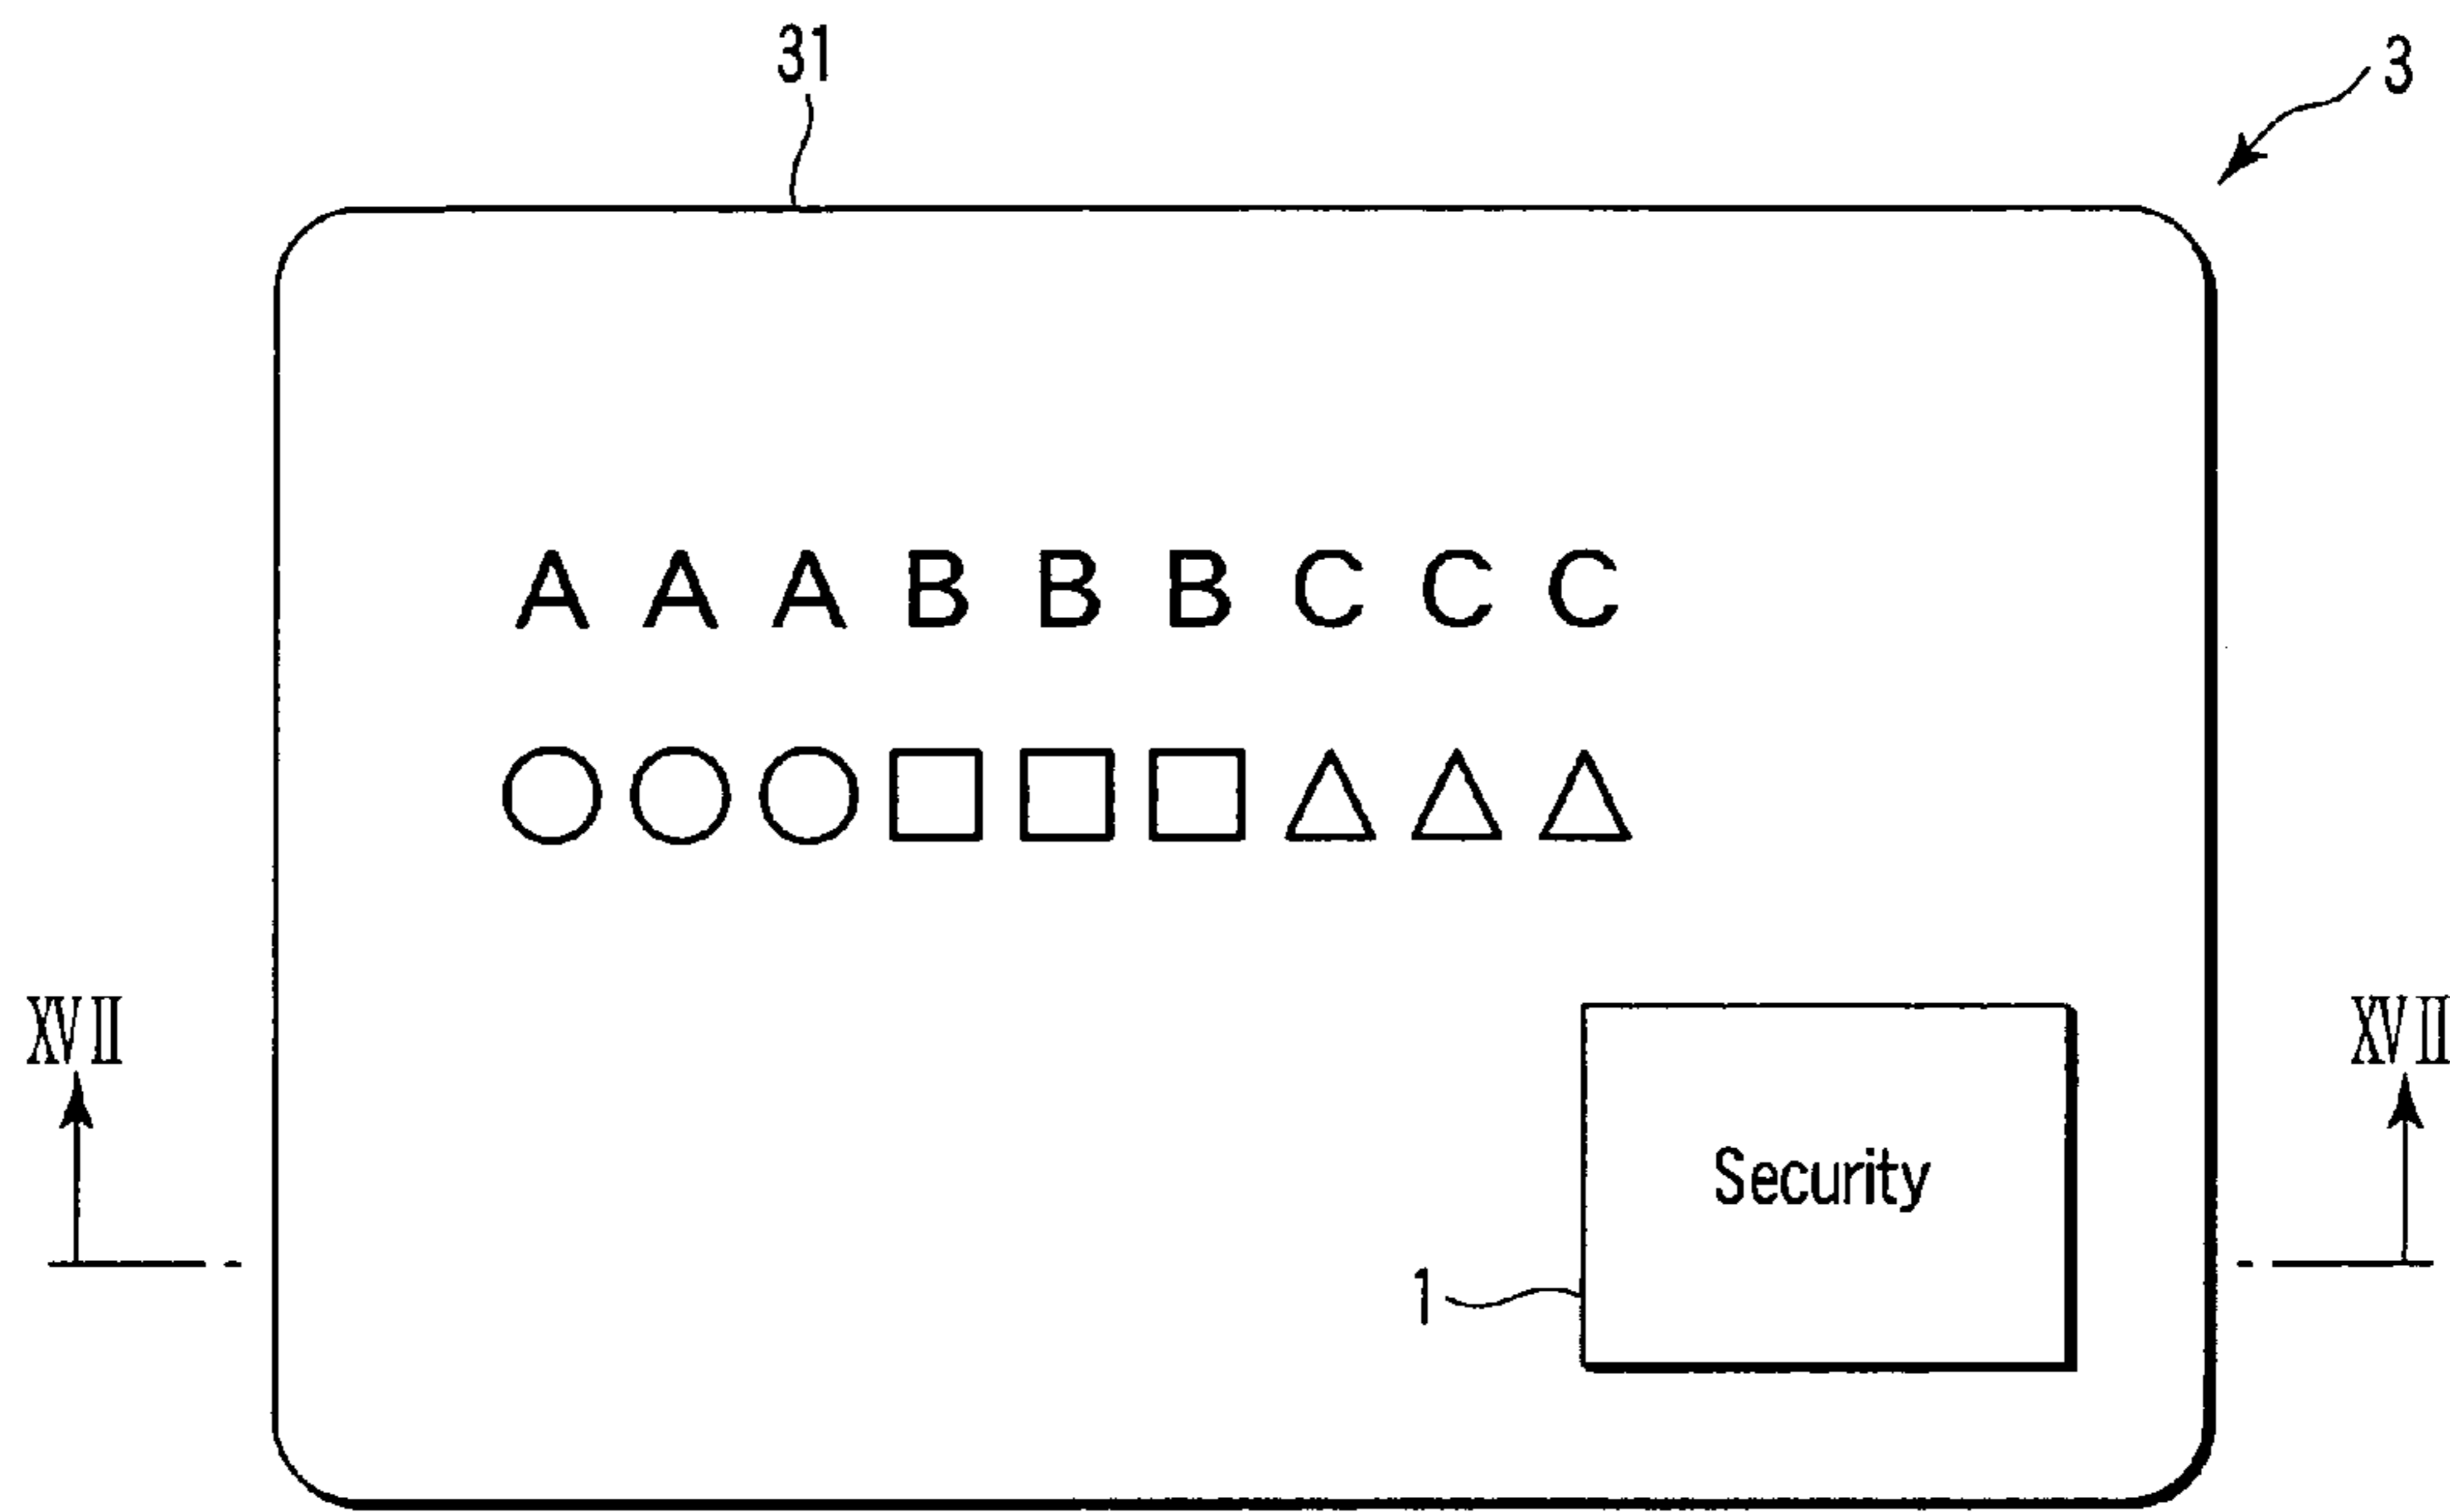 31
3
A A A B B B C C C
○ ○ ○ □ □ □ △ △ △
XVII XVII
Security
1